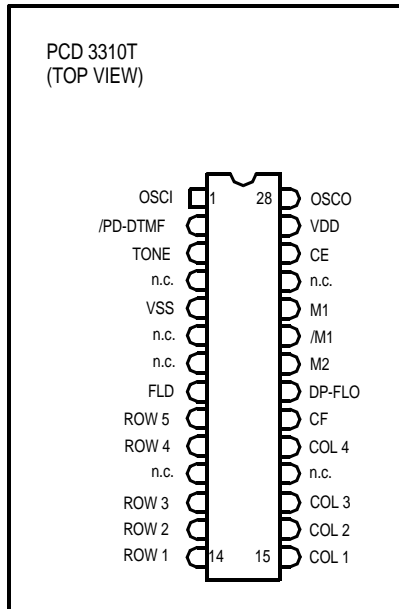 PCD 3310T
(TOP VIEW)
OSCI 1 28 OSCO
/PD-DTMF VDD
TONE CE
n.c. n.c.
VSS M1
n.c. /M1
n.c. M2
FLD DP-FLO
ROW 5 CF
ROW 4 COL 4
n.c. n.c.
ROW 3 COL 3
ROW 2 COL 2
ROW 1 14 15 COL 1